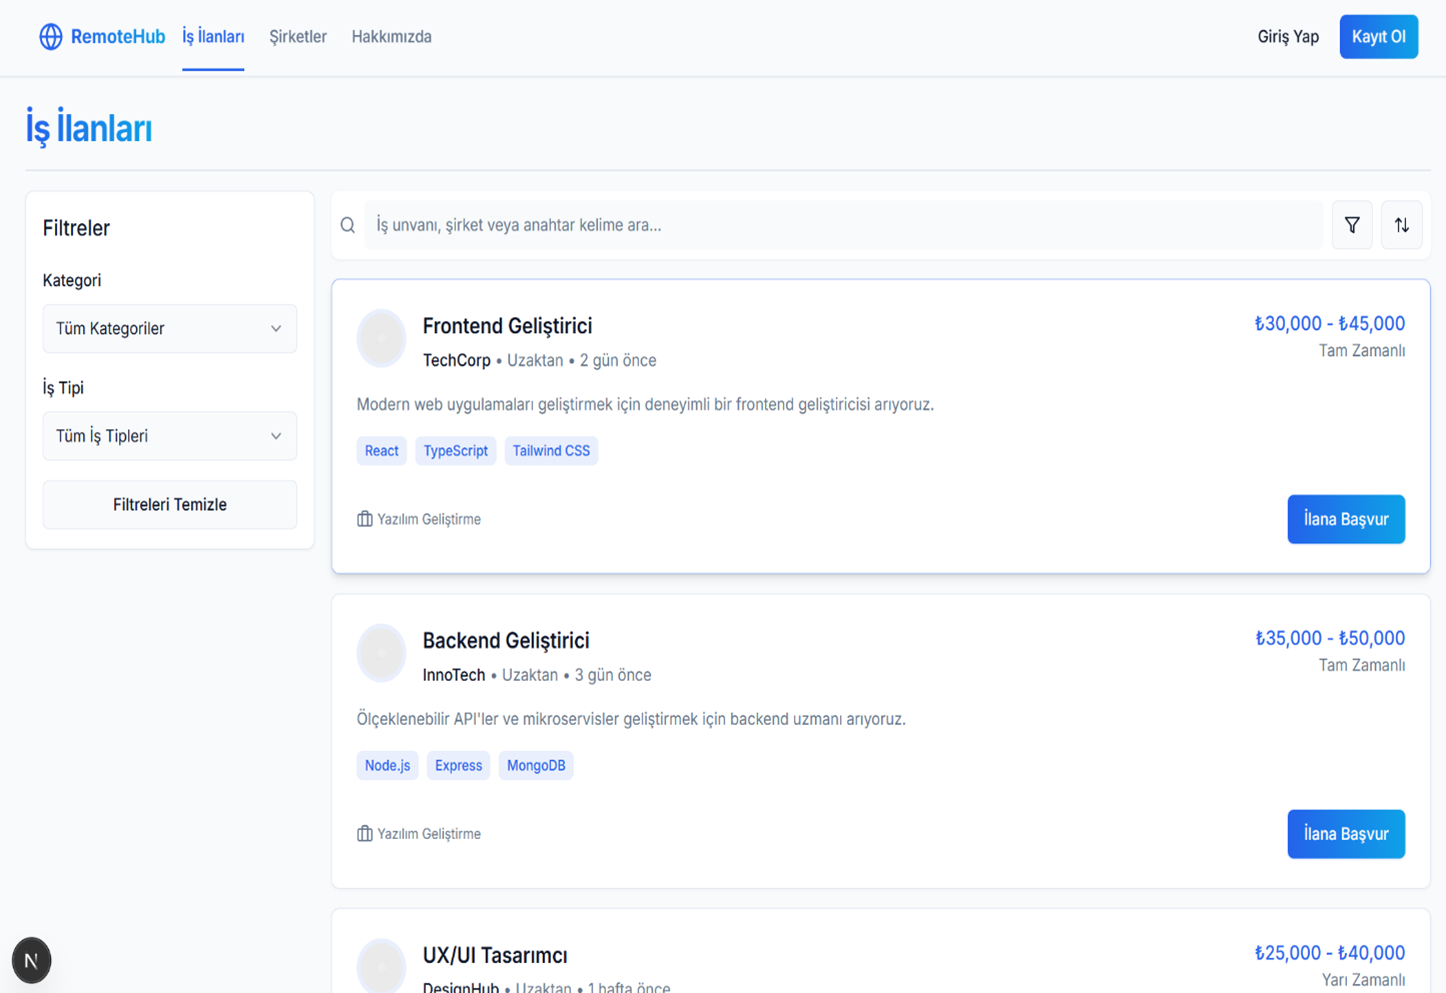 RemoteHub İş İlanları Şirketler Hakkımızda Giriş Yap Kayıt Ol
İş İlanları
Filtreler
Kategori
Tüm Kategoriler
İş Tipi
Tüm İş Tipleri
Filtreleri Temizle
İş unvanı, şirket veya anahtar kelime ara...
Frontend Geliştirici
₺30,000 - ₺45,000
TechCorp • Uzaktan • 2 gün önce
Tam Zamanlı
Modern web uygulamaları geliştirmek için deneyimli bir frontend geliştiricisi arıyoruz.
React TypeScript Tailwind CSS
Yazılım Geliştirme
İlana Başvur
Backend Geliştirici
₺35,000 - ₺50,000
InnoTech • Uzaktan • 3 gün önce
Tam Zamanlı
Ölçeklenebilir API'ler ve mikroservisler geliştirmek için backend uzmanı arıyoruz.
Node.js Express MongoDB
Yazılım Geliştirme
İlana Başvur
UX/UI Tasarımcı
₺25,000 - ₺40,000
DesignHub • Uzaktan • 1 hafta önce
Yarı Zamanlı
N